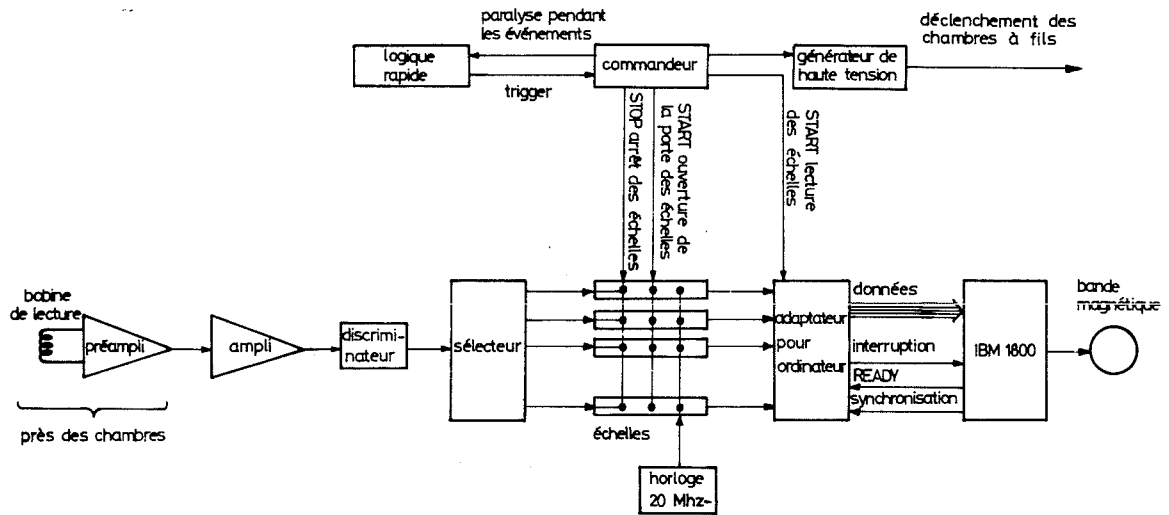 paralyse pendant
les événements
logique
rapide
trigger
commandeur
générateur de
haute tension
déclenchement des
chambres à fils
STOP arrêt des échelles
START ouverture de
la porte des échelles
START lecture
des échelles
bobine
de lecture
préampli
ampli
discrimi-
nateur
sélecteur
échelles
horloge
20 Mhz
adaptateur
pour
ordinateur
données
interruption
READY
synchronisation
IBM 1800
bande
magnétique
près des chambres